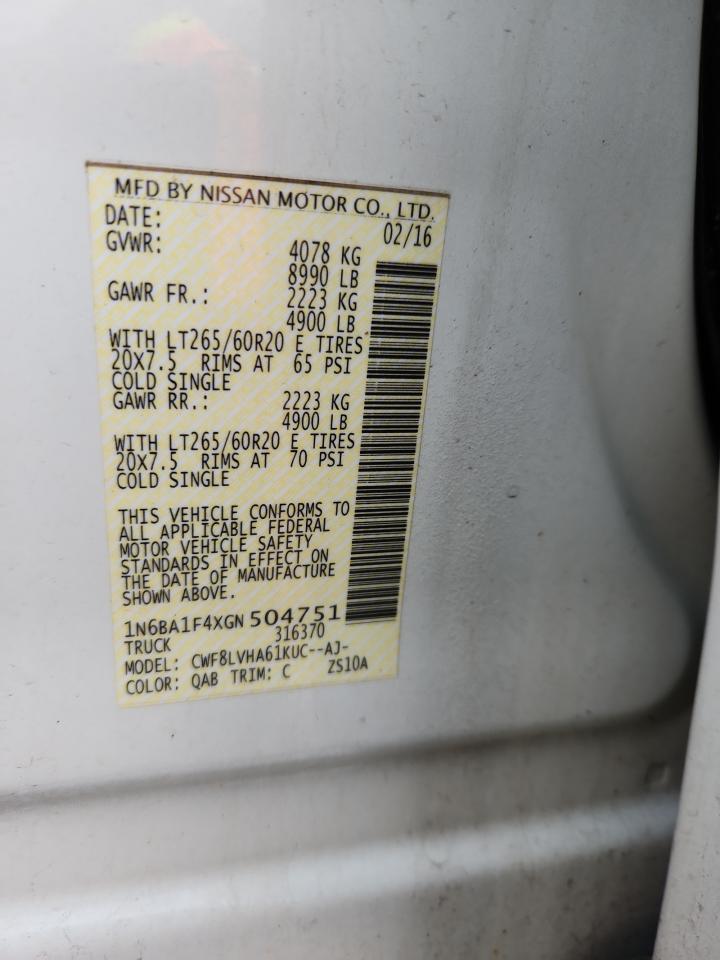 MFD BY NISSAN MOTOR CO., LTD.
DATE: 02/16
GVWR: 4078 KG
8990 LB
GAWR FR.: 2223 KG
4900 LB
WITH LT265/60R20 E TIRES
20X7.5 RIMS AT 65 PSI
COLD SINGLE
GAWR RR.: 2223 KG
4900 LB
WITH LT265/60R20 E TIRES
20X7.5 RIMS AT 70 PSI
COLD SINGLE
THIS VEHICLE CONFORMS TO
ALL APPLICABLE FEDERAL
MOTOR VEHICLE SAFETY
STANDARDS IN EFFECT ON
THE DATE OF MANUFACTURE
SHOWN ABOVE.
1N6BA1F4XGN504751
TRUCK 316370
MODEL: CWF8LVHA61KUC--AJ-
COLOR: QAB TRIM: C ZS10A